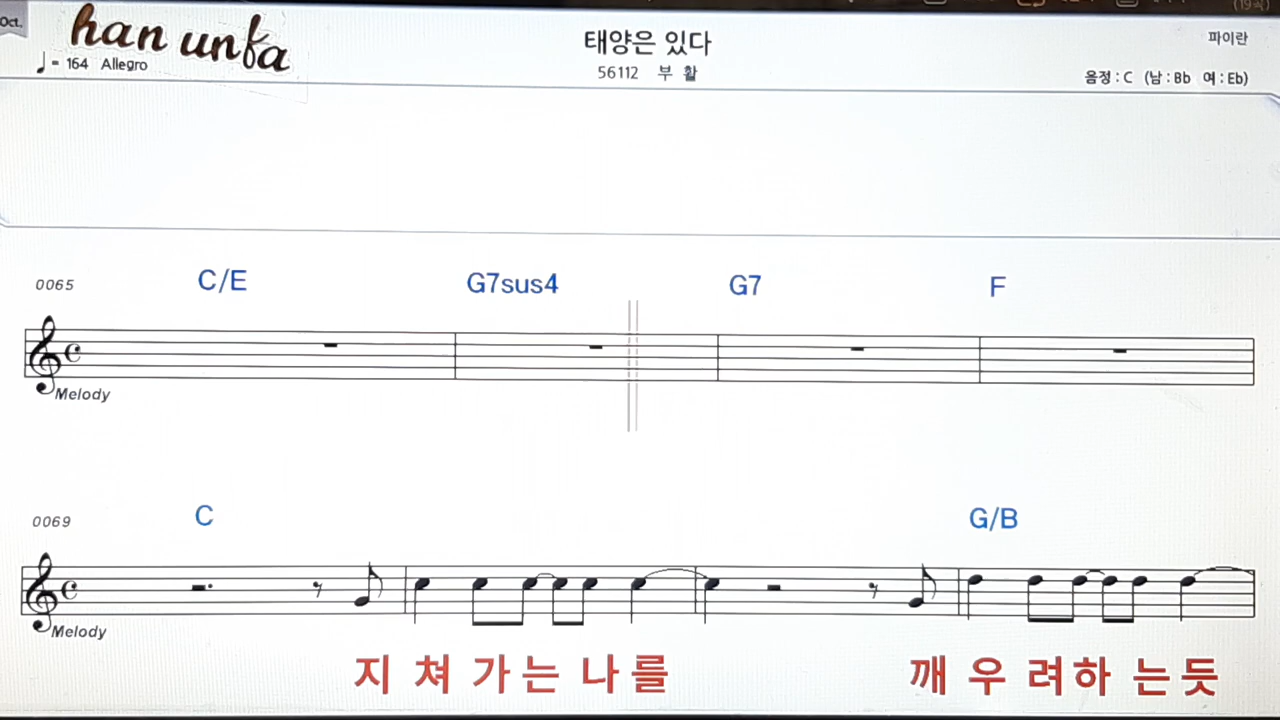 Oct.
han unfa
♩= 164 Allegro
태양은 있다
56112 부 활
파이란
음정 : C (남 : Bb 여 : Eb)
0065
C/E G7sus4 G7 F
Melody
0069
C G/B
Melody
지 쳐 가 는 나 를 깨 우 려 하 는 듯